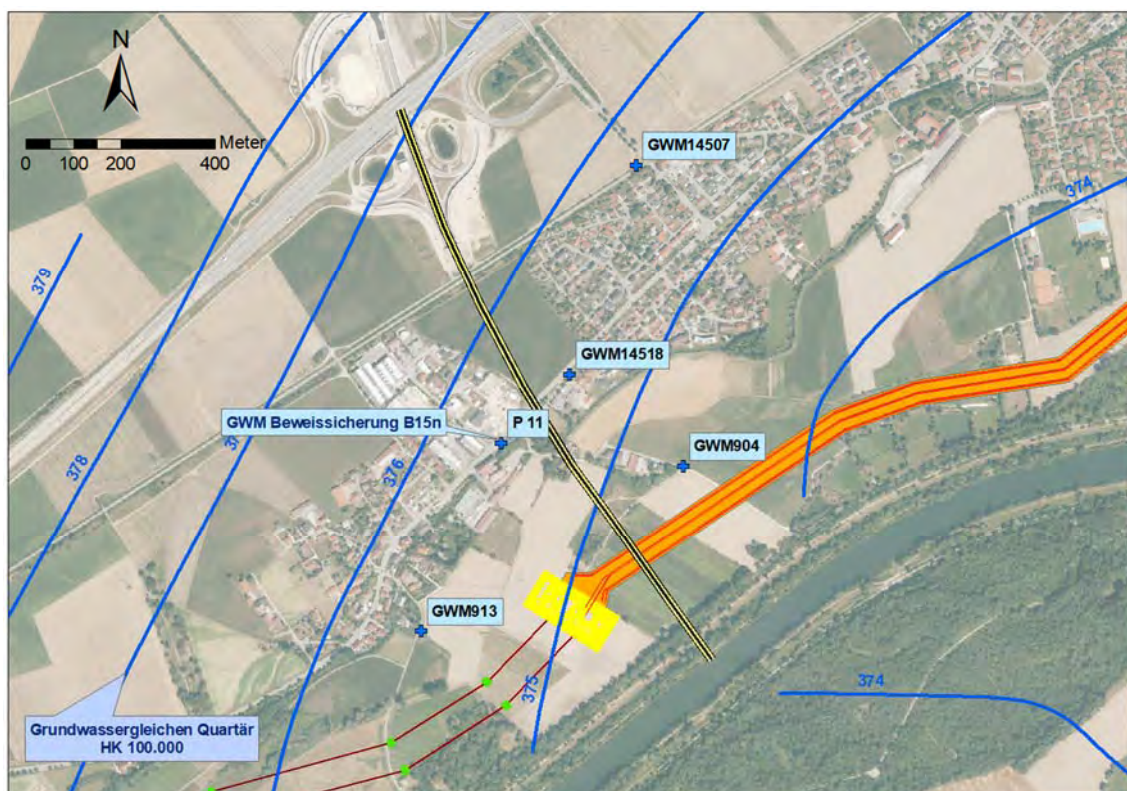 N
Meter
0 100 200 400
GWM14507
374
379
GWM14518
GWM Beweissicherung B15n
P 11
378
376
GWM904
GWM913
375
374
Grundwassergleichen Quartär
HK 100.000